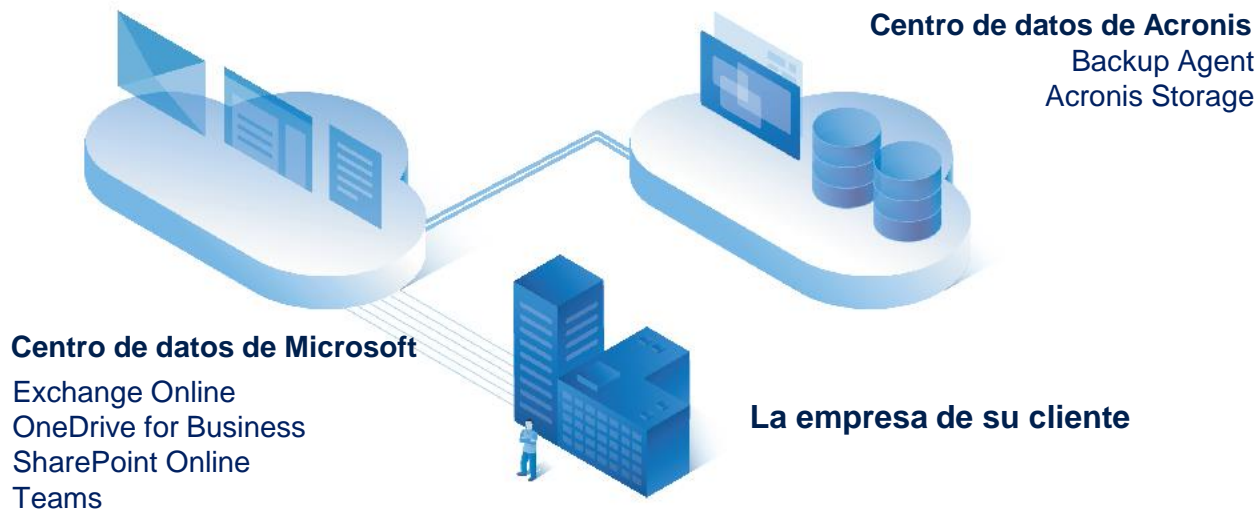 Centro de datos de Acronis
Backup Agent
Acronis Storage
Centro de datos de Microsoft
Exchange Online
OneDrive for Business
SharePoint Online
Teams
La empresa de su cliente